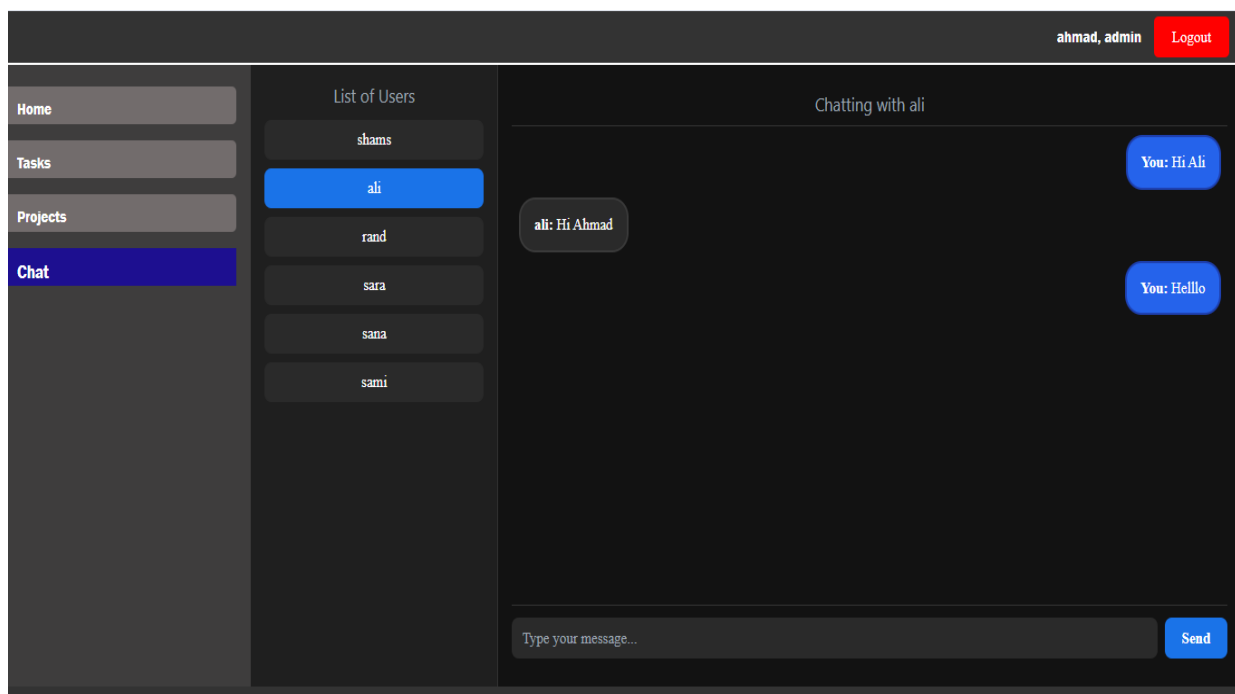 ahmad, admin
Logout
Home
Tasks
Projects
Chat
List of Users
shams
ali
rand
sara
sana
sami
Chatting with ali
You: Hi Ali
ali: Hi Ahmad
You: Helllo
Type your message...
Send